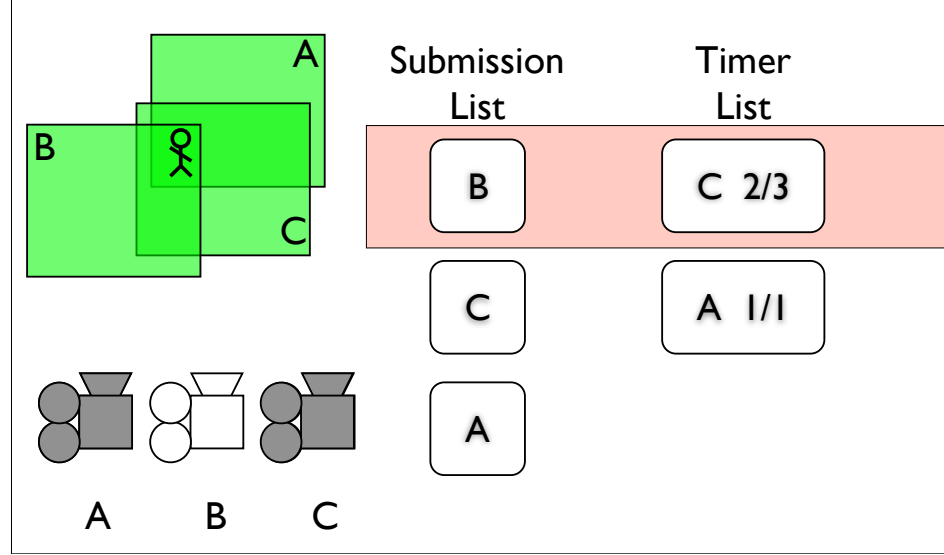 A
B
C
Submission
List
Timer
List
B
C 2/3
C
A 1/1
A
A B C